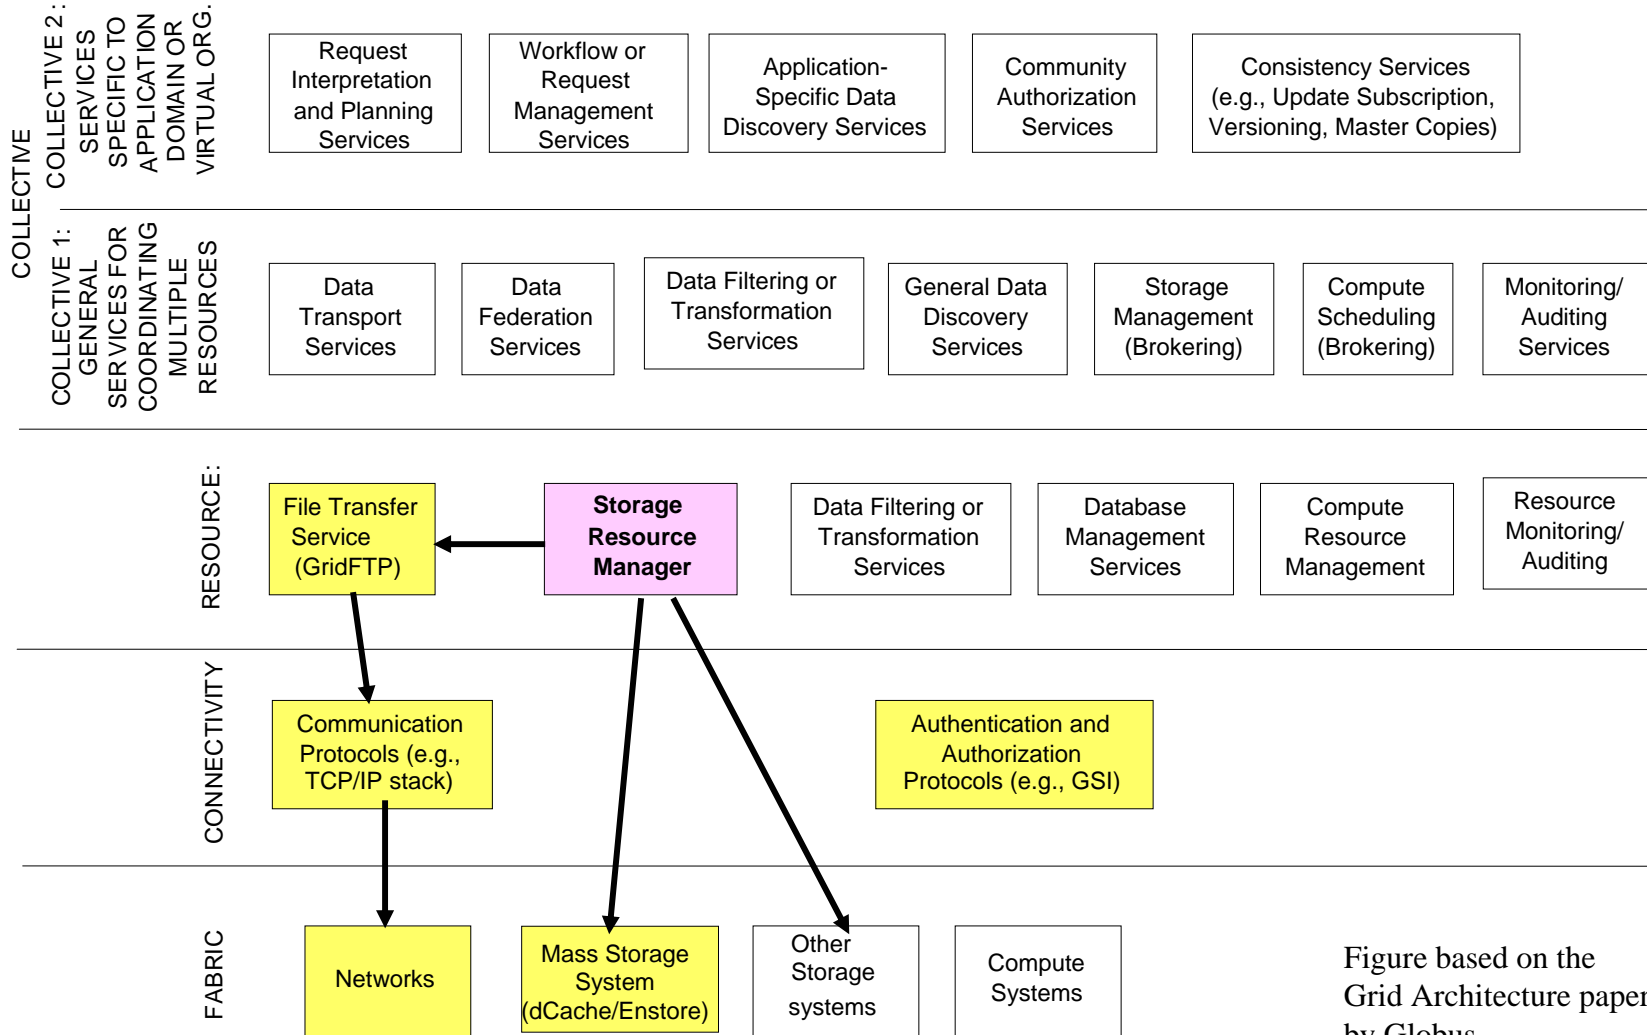 COLLECTIVE
COLLECTIVE 2:
SERVICES
SPECIFIC TO
APPLICATION
DOMAIN OR
VIRTUAL ORG.
Request
Interpretation
and Planning
Services
Workflow or
Request
Management
Services
Application-
Specific Data
Discovery Services
Community
Authorization
Services
Consistency Services
(e.g., Update Subscription,
Versioning, Master Copies)
COLLECTIVE 1:
GENERAL
SERVICES FOR
COORDINATING
MULTIPLE
RESOURCES
Data
Transport
Services
Data
Federation
Services
Data Filtering or
Transformation
Services
General Data
Discovery
Services
Storage
Management
(Brokering)
Compute
Scheduling
(Brokering)
Monitoring/
Auditing
Services
RESOURCE:
File Transfer
Service
(GridFTP)
Storage
Resource
Manager
Data Filtering or
Transformation
Services
Database
Management
Services
Compute
Resource
Management
Resource
Monitoring/
Auditing
CONNECTIVITY
Communication
Protocols (e.g.,
TCP/IP stack)
Authentication and
Authorization
Protocols (e.g., GSI)
FABRIC
Networks
Mass Storage
System
(dCache/Enstore)
Other
Storage
systems
Compute
Systems
Figure based on the
Grid Architecture paper
by Globus